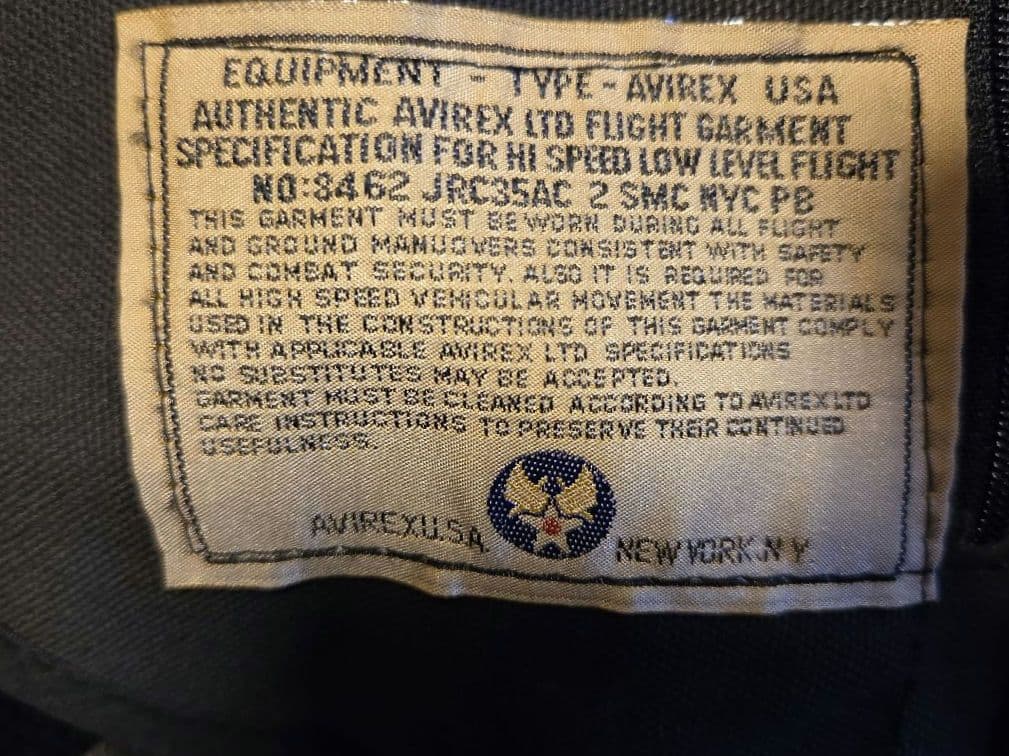 EQUIPMENT - TYPE - AVIREX USA
AUTHENTIC AVIREX LTD FLIGHT GARMENT
SPECIFICATION FOR HI SPEED LOW LEVEL FLIGHT
NO:8462 JRC35AC 2 SMC NYC PB
THIS GARMENT MUST BE WORN DURING ALL FLIGHT
AND GROUND MANUOVERS CONSISTENT WITH SAFETY
AND COMBAT SECURITY. ALSO IT IS REQUIRED FOR
ALL HIGH SPEED VEHICULAR MOVEMENT THE MATERIALS
USED IN THE CONSTRUCTIONS OF THIS GARMENT COMPLY
WITH APPLICABLE AVIREX LTD SPECIFICATIONS
NO SUBSTITUTES MAY BE ACCEPTED.
GARMENT MUST BE CLEANED ACCORDING TO AVIREX LTD
CARE INSTRUCTIONS TO PRESERVE THEIR CONTINUED
USEFULNESS.
AVIREX U.S.A. NEW YORK.N Y